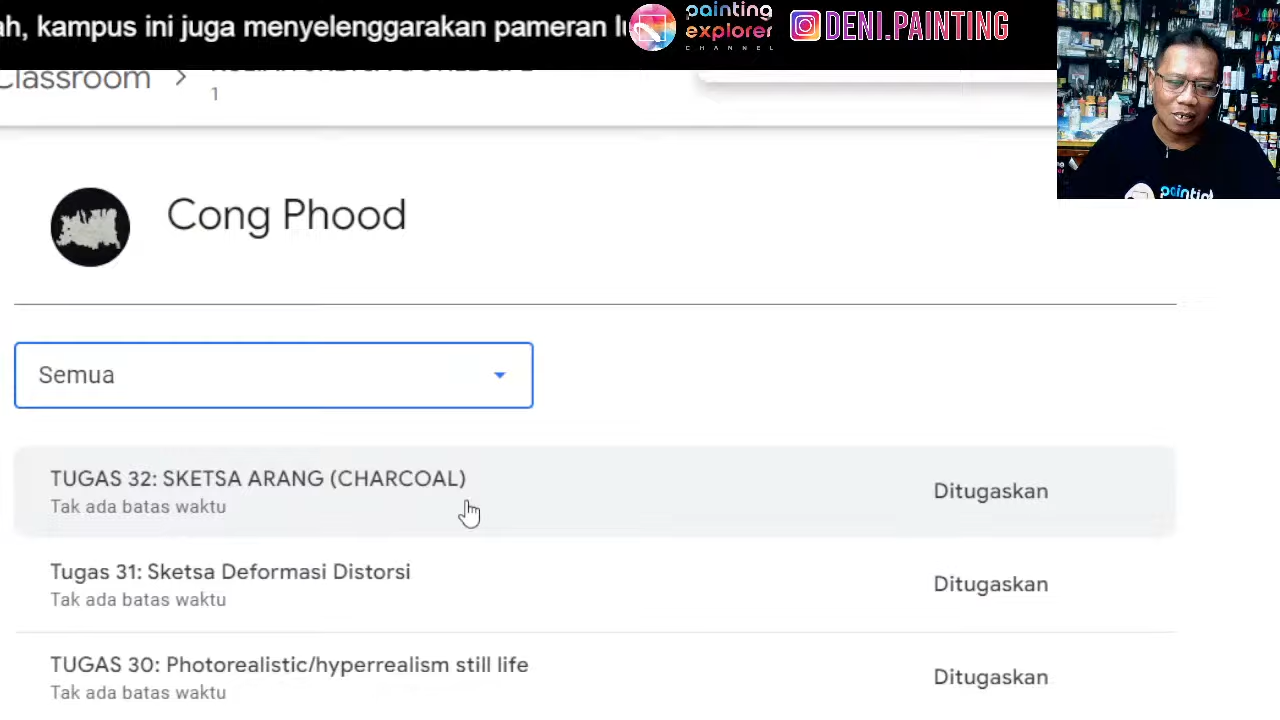 ah, kampus ini juga menyelenggarakan pameran lu
painting
explorer
CHANNEL
DENI.PAINTING
Classroom >
1
Cong Phood
Semua
TUGAS 32: SKETSA ARANG (CHARCOAL)
Tak ada batas waktu
Ditugaskan
Tugas 31: Sketsa Deformasi Distorsi
Tak ada batas waktu
Ditugaskan
TUGAS 30: Photorealistic/hyperrealism still life
Tak ada batas waktu
Ditugaskan